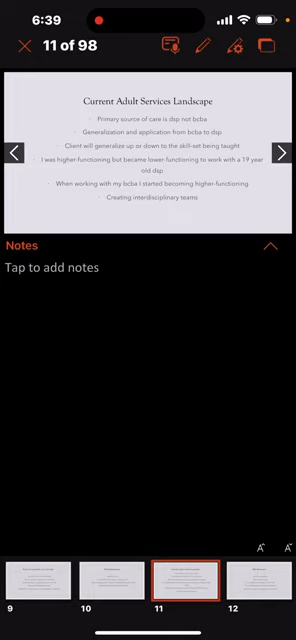 6:39
11 of 98
Current Adult Services Landscape
Primary source of care is dsp not bcba
Generalization and application from bcba to dsp
Client will generalize up or down to the skill-set being taught
I was higher-functioning but became lower-functioning to work with a 19 year
old dsp
When working with my bcba I started becoming higher-functioning
Creating interdisciplinary teams
Notes
Tap to add notes
A A
9 10 11 12